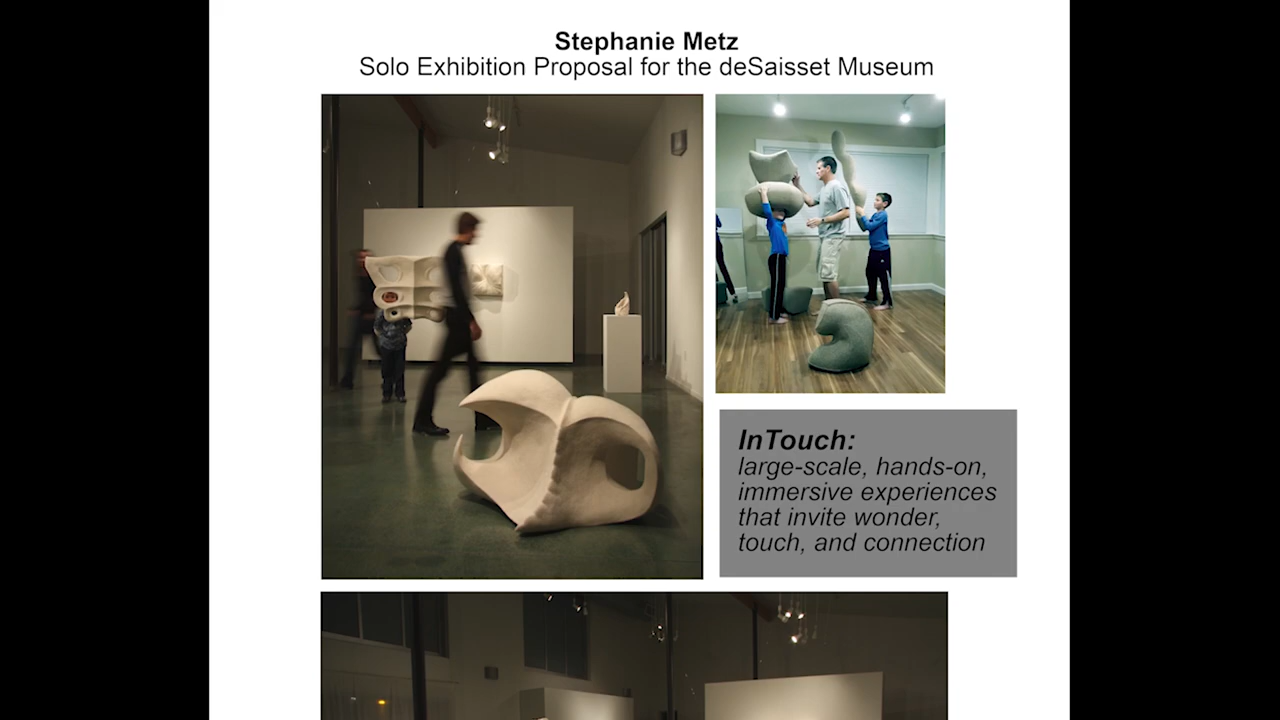 Stephanie Metz
Solo Exhibition Proposal for the deSaisset Museum
InTouch:
large-scale, hands-on,
immersive experiences
that invite wonder,
touch, and connection